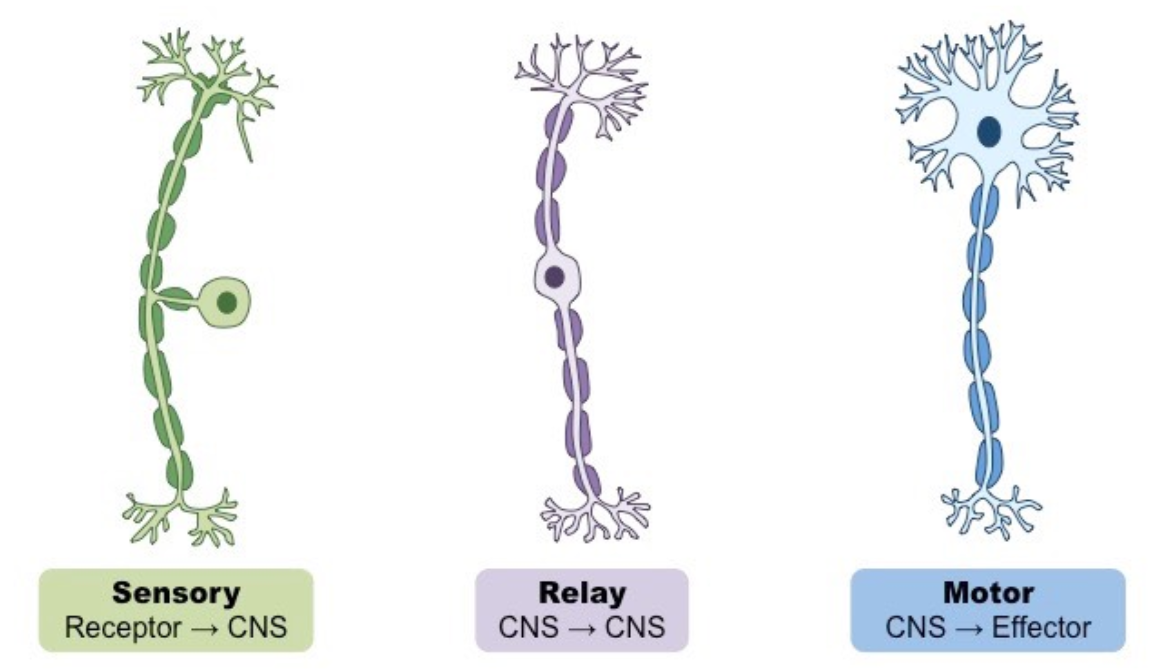 Sensory
Receptor → CNS
Relay
CNS → CNS
Motor
CNS → Effector